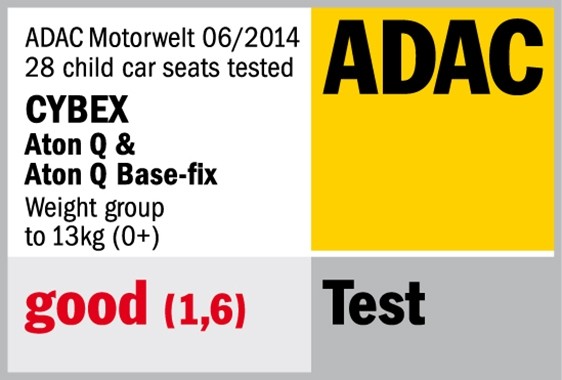 ADAC Motorwelt 06/2014
28 child car seats tested
CYBEX
Aton Q &
Aton Q Base-fix
Weight group
to 13kg (0+)
good (1,6)
ADAC
Test